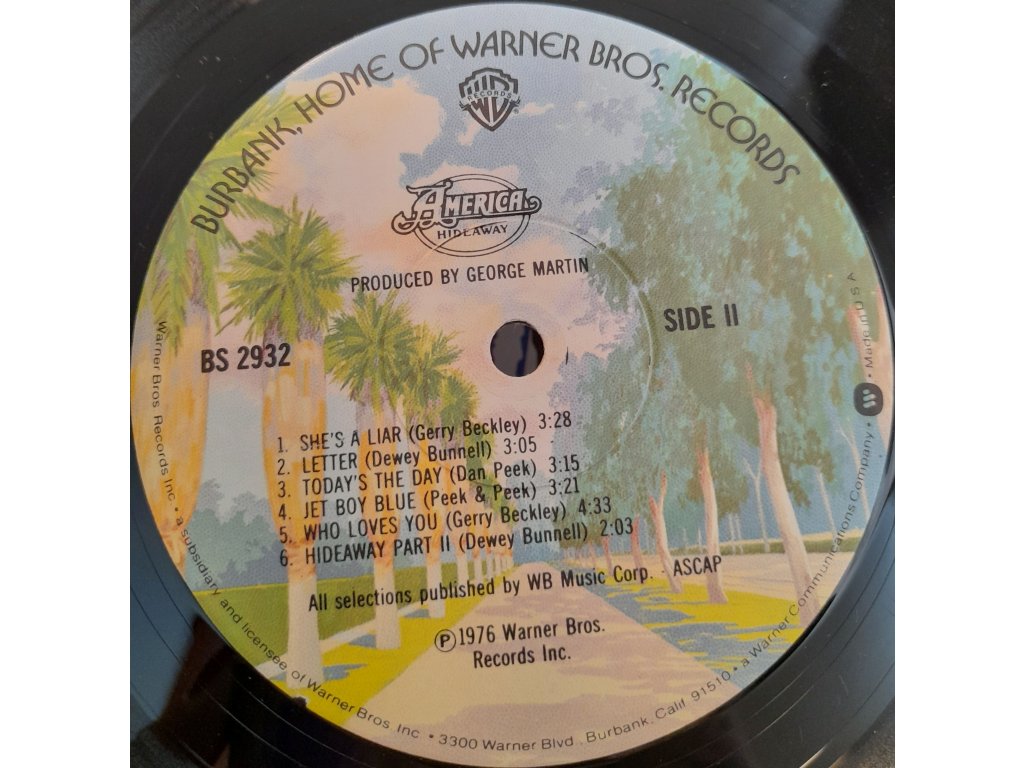 BURBANK, HOME OF WARNER BROS. RECORDS
RECORDS
WB
AMERICA
HIDEAWAY
PRODUCED BY GEORGE MARTIN
SIDE II
BS 2932
1. SHE'S A LIAR (Gerry Beckley) 3:28
2. LETTER (Dewey Bunnell) 3:05
3. TODAY'S THE DAY (Dan Peek) 3:15
4. JET BOY BLUE (Peek & Peek) 3:21
5. WHO LOVES YOU (Gerry Beckley) 4:33
6. HIDEAWAY PART II (Dewey Bunnell) 2:03
All selections published by WB Music Corp. - ASCAP
℗1976 Warner Bros.
Records Inc.
Warner Bros Records Inc • a subsidiary and licensee of Warner Bros Inc • 3300 Warner Blvd . Burbank, Calif 91510 • a Warner Communications Company • Made in U S A